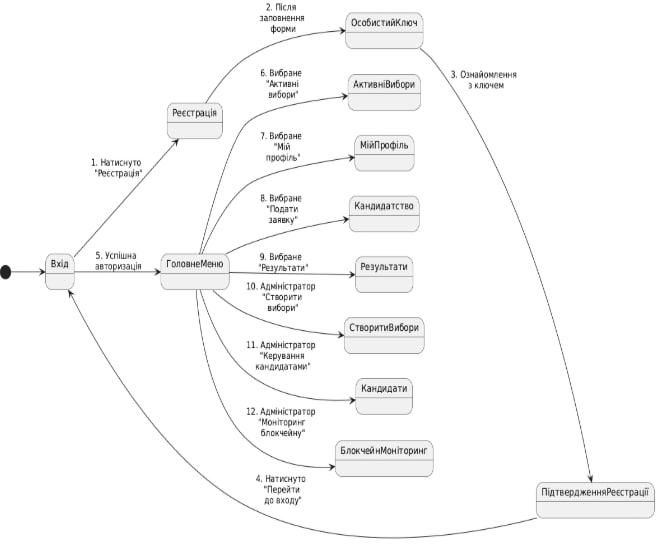 2. Після
заповнення
форми
ОсобистийКлюч
3. Ознайомлення
з ключем
6. Вибране
"Активні
вибори"
АктивніВибори
Реєстрація
7. Вибране
"Мій
профіль"
МійПрофіль
1. Натиснуто
"Реєстрація"
8. Вибране
"Подати
заявку"
Кандидатство
Вхід
5. Успішна
авторизація
ГоловнеМеню
9. Вибране
"Результати"
Результати
10. Адміністратор
"Створити
вибори"
СтворитиВибори
11. Адміністратор
"Керування
кандидатами"
Кандидати
12. Адміністратор
"Моніторинг
блокчейну"
БлокчейнМоніторинг
4. Натиснуто
"Перейти
до входу"
ПідтвердженняРеєстрації